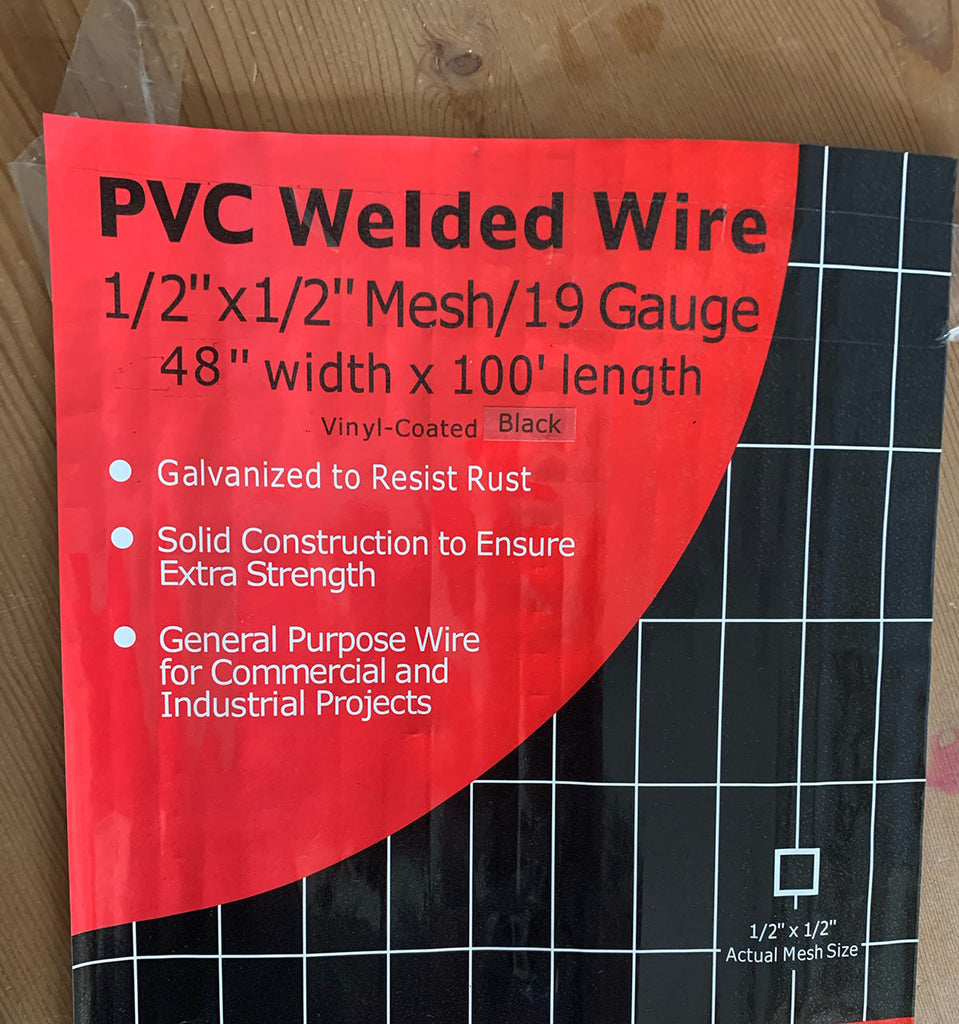 PVC Welded Wire
1/2"x1/2" Mesh/19 Gauge
48" width x 100' length
Vinyl-Coated Black
Galvanized to Resist Rust
Solid Construction to Ensure
Extra Strength
General Purpose Wire
for Commercial and
Industrial Projects
1/2" x 1/2"
Actual Mesh Size